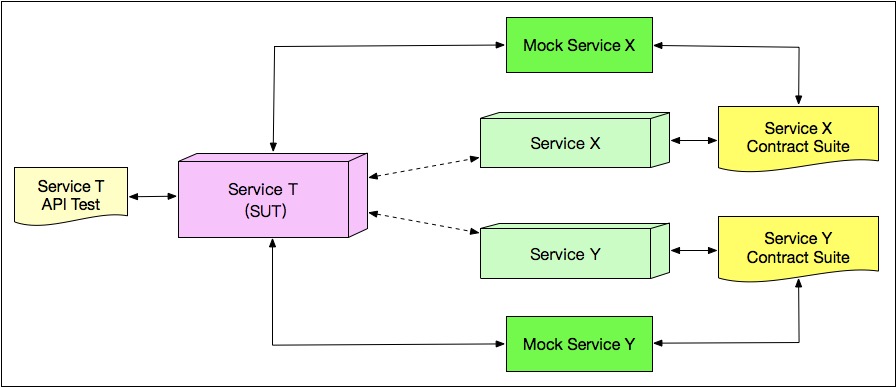 Mock Service X
Service X
Service X
Contract Suite
Service T
API Test
Service T
(SUT)
Service Y
Service Y
Contract Suite
Mock Service Y